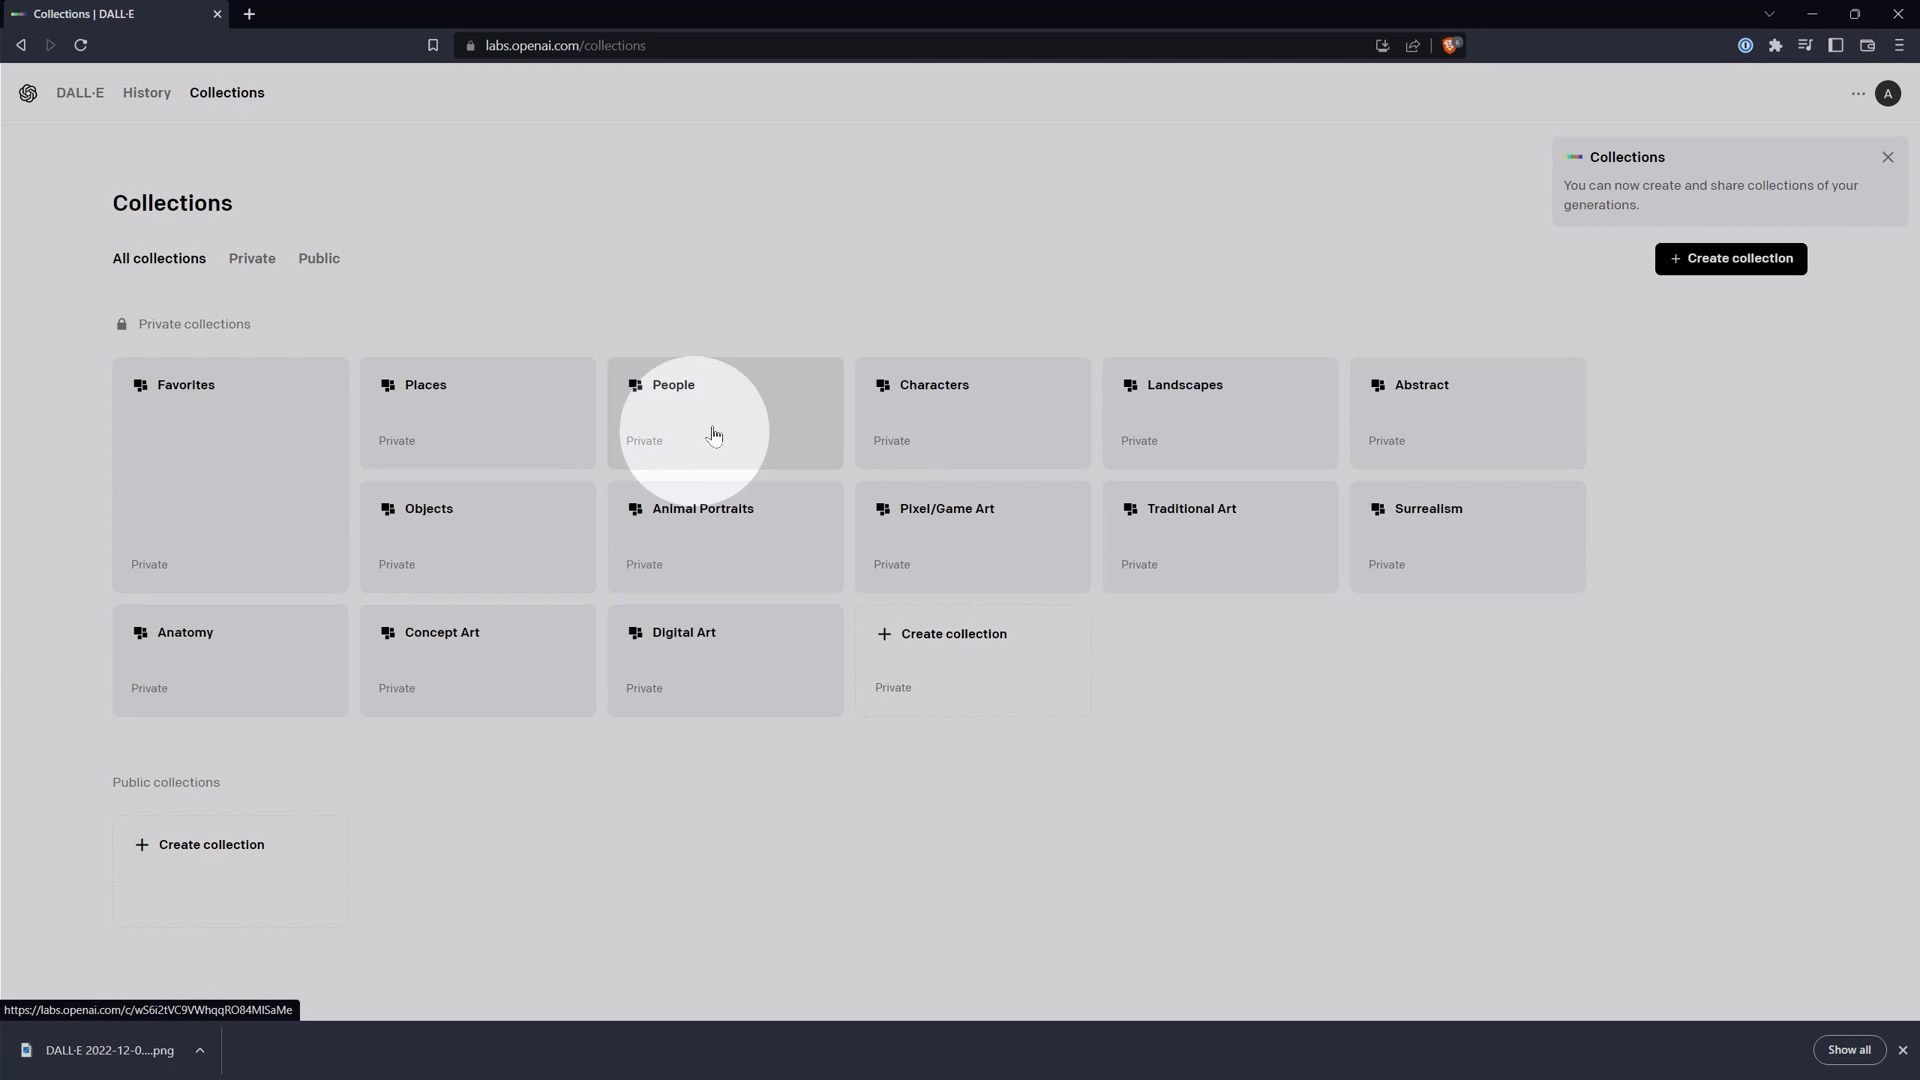 Collections | DALL·E
labs.openai.com/collections
6
DALL·E History Collections
A
Collections
You can now create and share collections of your
generations.
Collections
All collections Private Public
+ Create collection
Private collections
Favorites Places People Characters Landscapes Abstract
Private Private Private Private Private
Objects Animal Portraits Pixel/Game Art Traditional Art Surrealism
Private Private Private Private Private Private
Anatomy Concept Art Digital Art + Create collection
Private Private Private Private
Public collections
+ Create collection
https://labs.openai.com/c/wS6i2tVC9VWhqqRO84MISaMe
DALL·E 2022-12-0....png
Show all